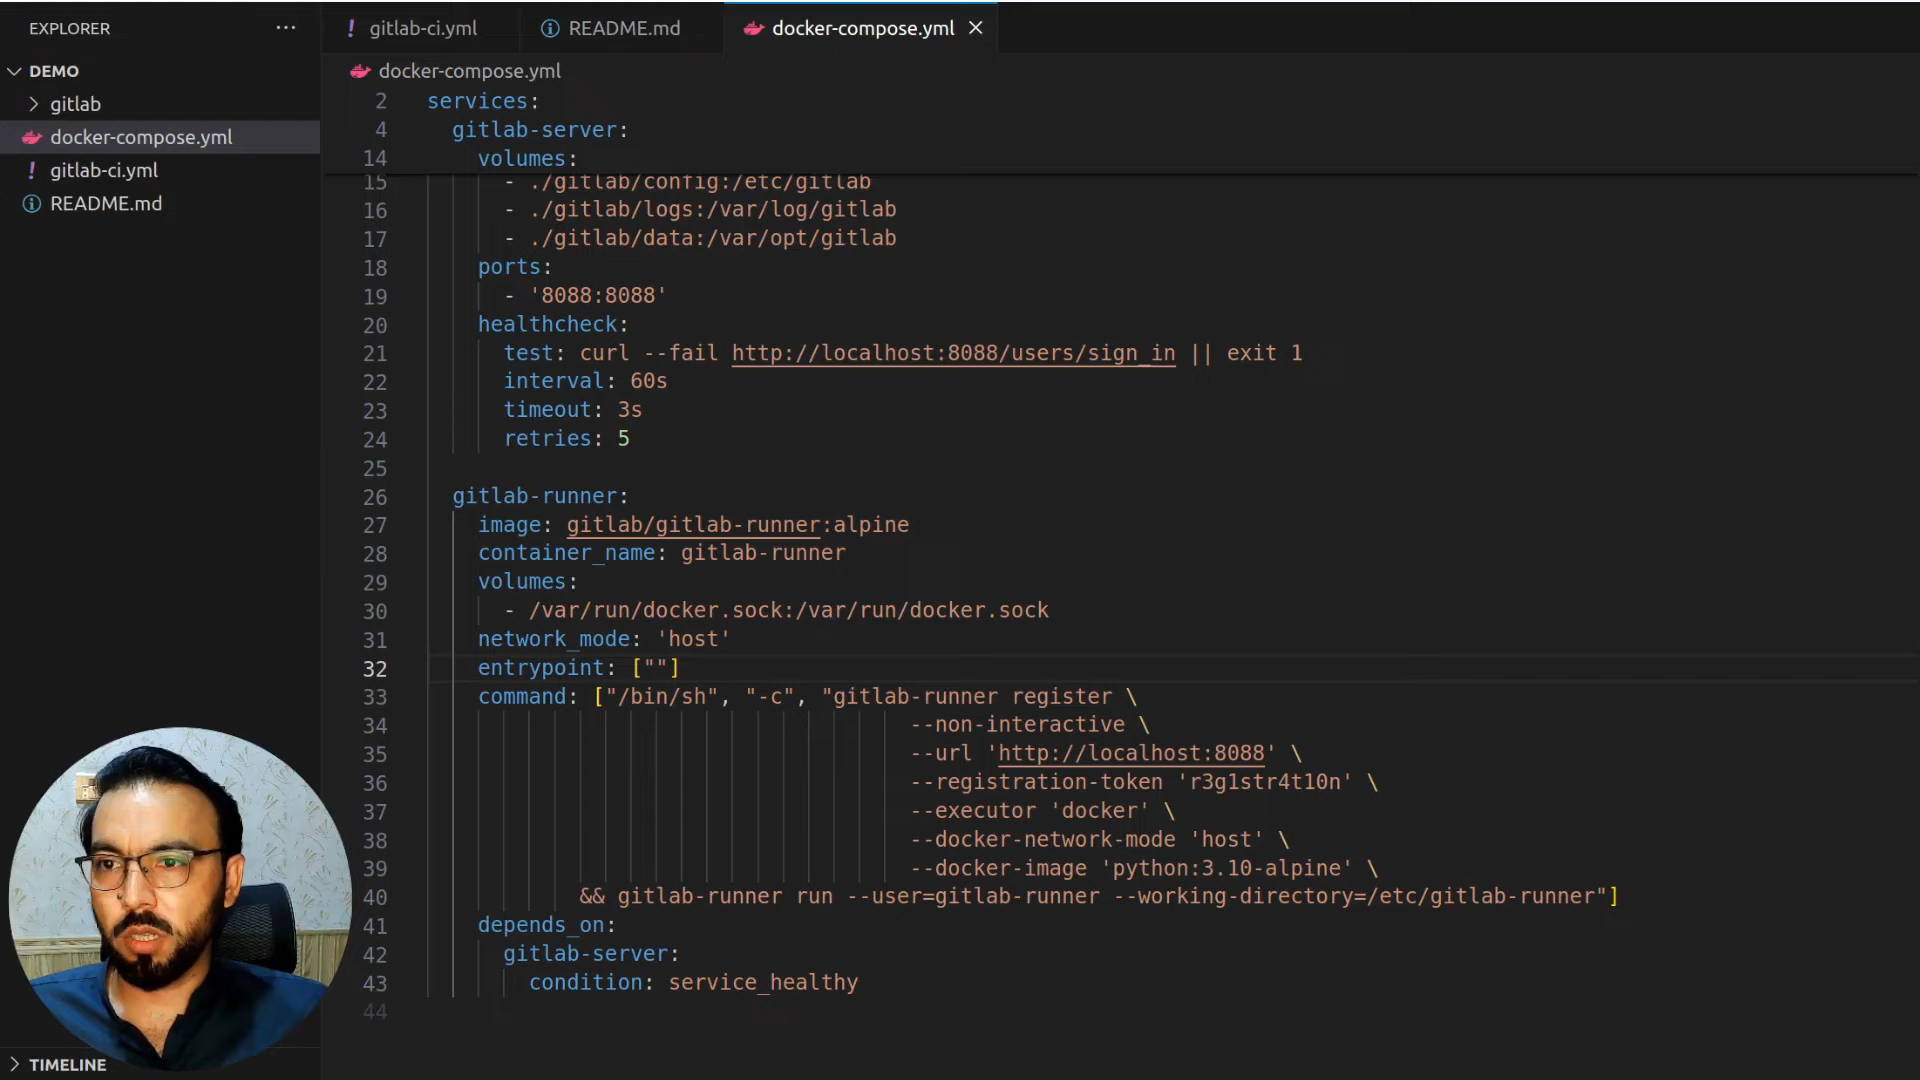 EXPLORER ···
DEMO
gitlab
docker-compose.yml
! gitlab-ci.yml
README.md
TIMELINE
! gitlab-ci.yml
README.md
docker-compose.yml
docker-compose.yml
2 services:
4 gitlab-server:
14 volumes:
15 - ./gitlab/config:/etc/gitlab
16 - ./gitlab/logs:/var/log/gitlab
17 - ./gitlab/data:/var/opt/gitlab
18 ports:
19 - '8088:8088'
20 healthcheck:
21 test: curl --fail http://localhost:8088/users/sign_in || exit 1
22 interval: 60s
23 timeout: 3s
24 retries: 5
25
26 gitlab-runner:
27 image: gitlab/gitlab-runner:alpine
28 container_name: gitlab-runner
29 volumes:
30 - /var/run/docker.sock:/var/run/docker.sock
31 network_mode: 'host'
32 entrypoint: [""]
33 command: ["/bin/sh", "-c", "gitlab-runner register \
34 --non-interactive \
35 --url 'http://localhost:8088' \
36 --registration-token 'r3g1str4t10n' \
37 --executor 'docker' \
38 --docker-network-mode 'host' \
39 --docker-image 'python:3.10-alpine' \
40 && gitlab-runner run --user=gitlab-runner --working-directory=/etc/gitlab-runner"]
41 depends_on:
42 gitlab-server:
43 condition: service_healthy
44